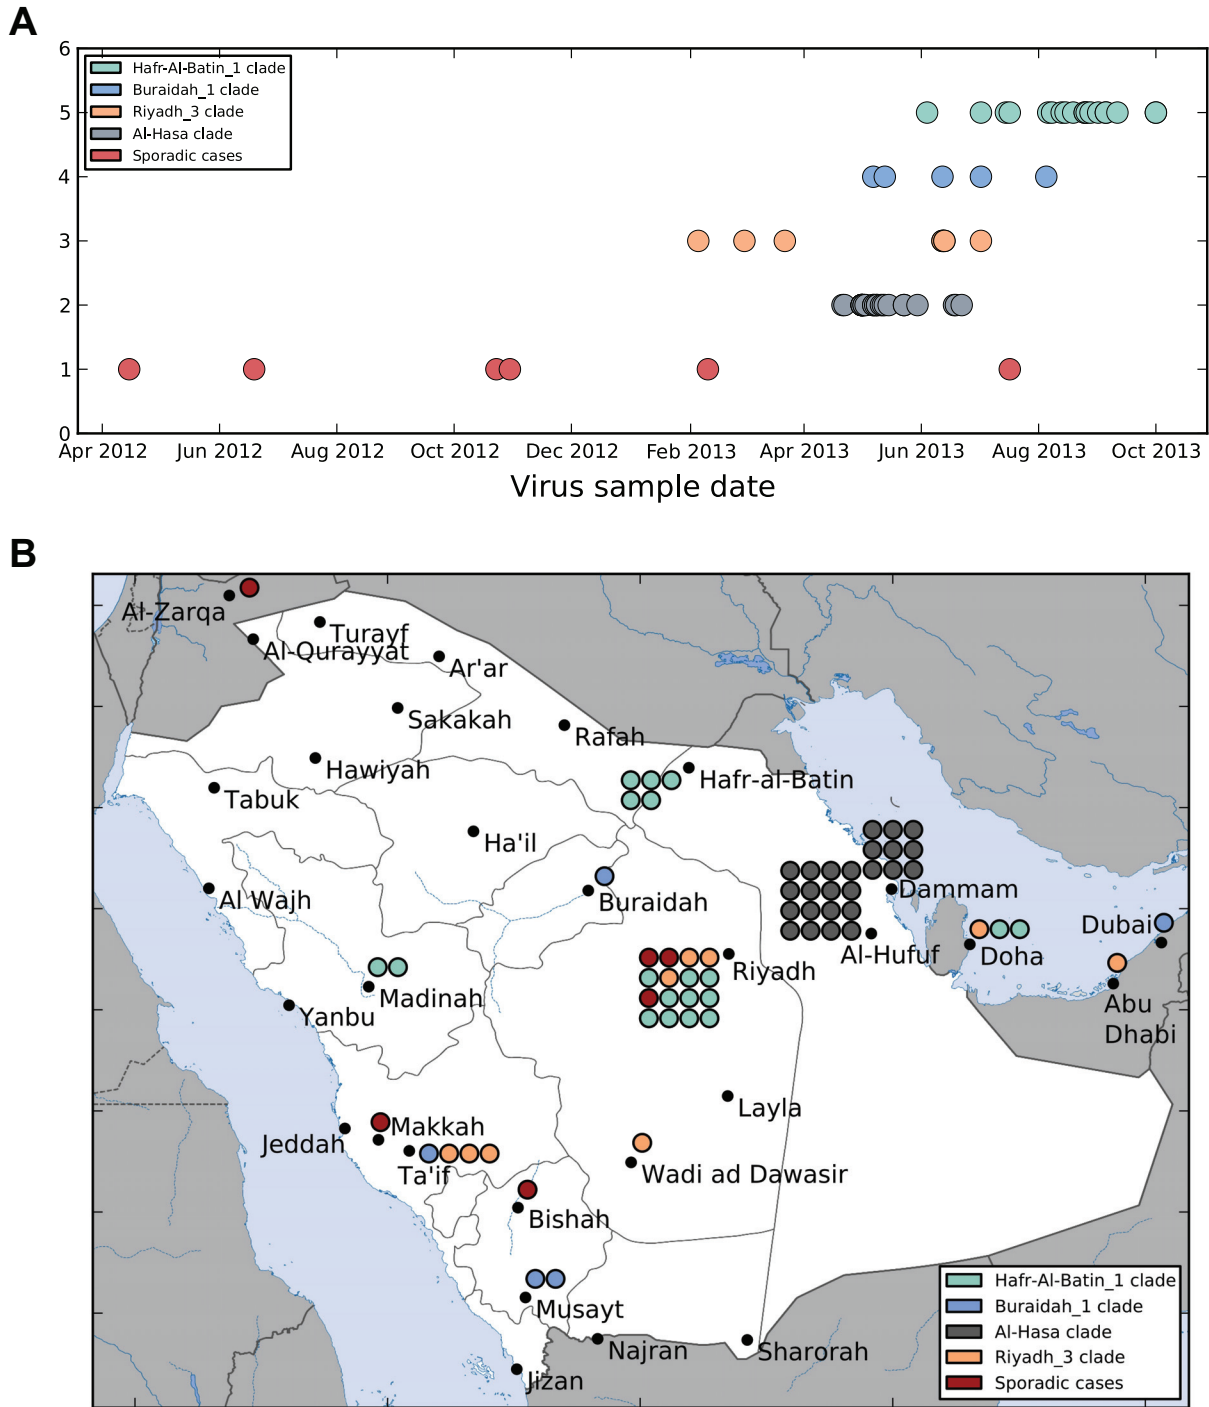 A
6
5
4
3
2
1
0
Hafr-Al-Batin_1 clade
Buraidah_1 clade
Riyadh_3 clade
Al-Hasa clade
Sporadic cases
Apr 2012 Jun 2012 Aug 2012 Oct 2012 Dec 2012 Feb 2013 Apr 2013 Jun 2013 Aug 2013 Oct 2013
Virus sample date
B
Al-Zarqa
Turayf
Al-Qurayyat
Ar'ar
Sakakah
Rafah
Hawiyah
Hafr-al-Batin
Tabuk
Ha'il
Al Wajh
Buraidah
Dammam
Dubai
Al-Hufuf
Doha
Riyadh
Madinah
Yanbu
Abu
Dhabi
Layla
Makkah
Jeddah
Ta'if
Wadi ad Dawasir
Bishah
Musayt
Najran
Sharorah
Jizan
Hafr-Al-Batin_1 clade
Buraidah_1 clade
Al-Hasa clade
Riyadh_3 clade
Sporadic cases